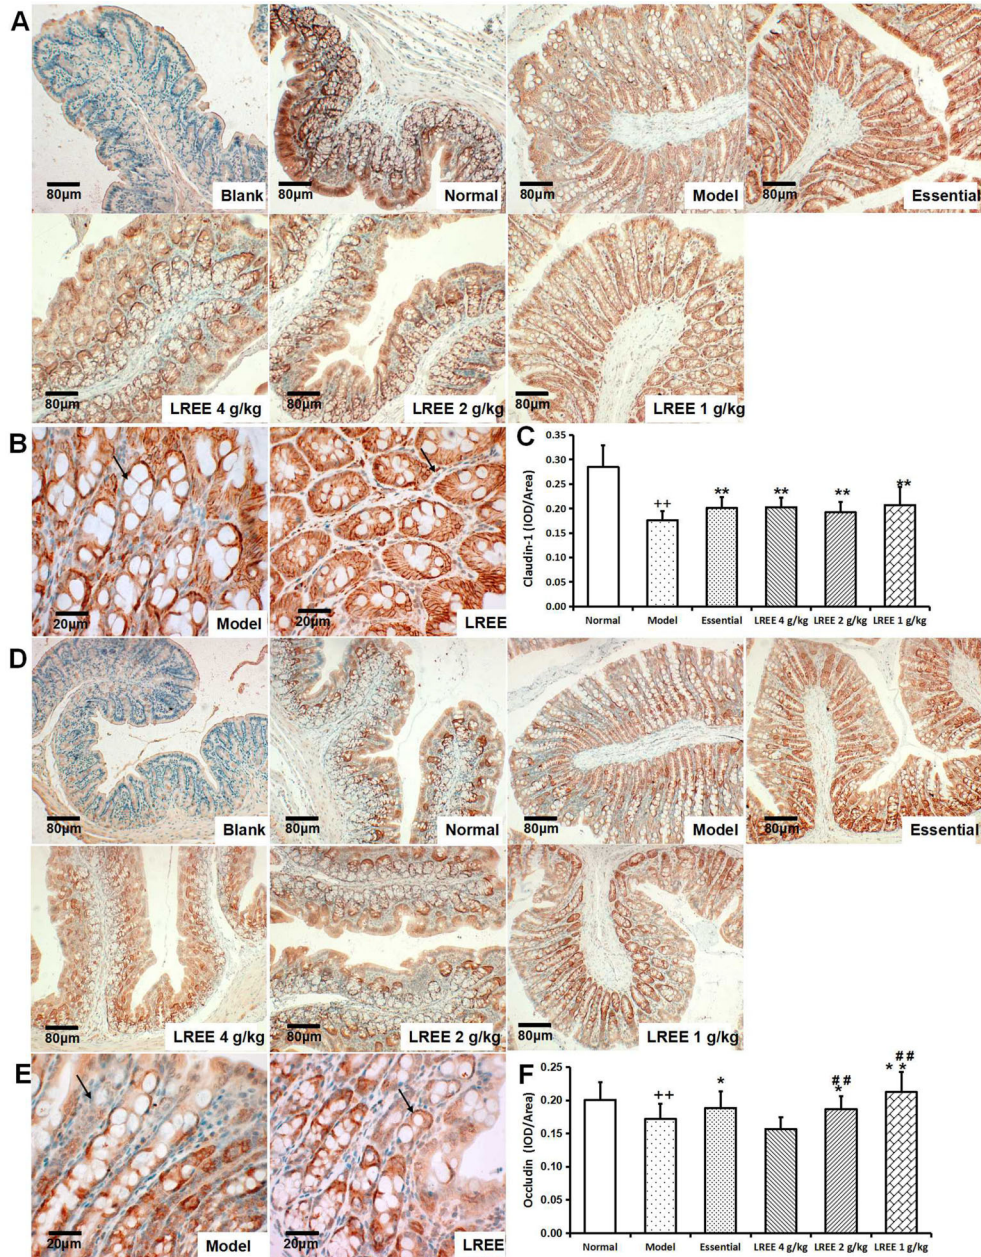 A
80µm
Blank
80µm
Normal
80µm
Model
80µm
Essential
80µm
LREE 4 g/kg
80µm
LREE 2 g/kg
80µm
LREE 1 g/kg
B
20µm
Model
20µm
LREE
C
Claudin-1 (IOD/Area)
0.35
0.30
0.25
0.20
0.15
0.10
0.05
0.00
++
**
**
**
**
Normal Model Essential LREE 4 g/kg LREE 2 g/kg LREE 1 g/kg
D
80µm
Blank
80µm
Normal
80µm
Model
80µm
Essential
80µm
LREE 4 g/kg
80µm
LREE 2 g/kg
80µm
LREE 1 g/kg
E
20µm
Model
20µm
LREE
F
Occludin (IOD/Area)
0.25
0.20
0.15
0.10
0.05
0.00
++
*
##
*
##
**
Normal Model Essential LREE 4 g/kg LREE 2 g/kg LREE 1 g/kg